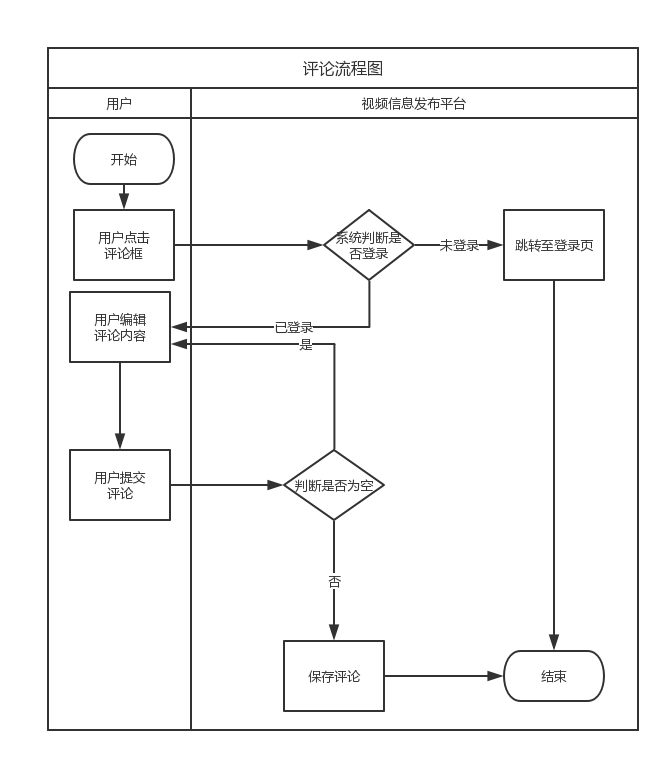 评论流程图
用户
视频信息发布平台
开始
用户点击
评论框
系统判断是
否登录
未登录
跳转至登录页
用户编辑
评论内容
已登录
是
用户提交
评论
判断是否为空
否
保存评论
结束